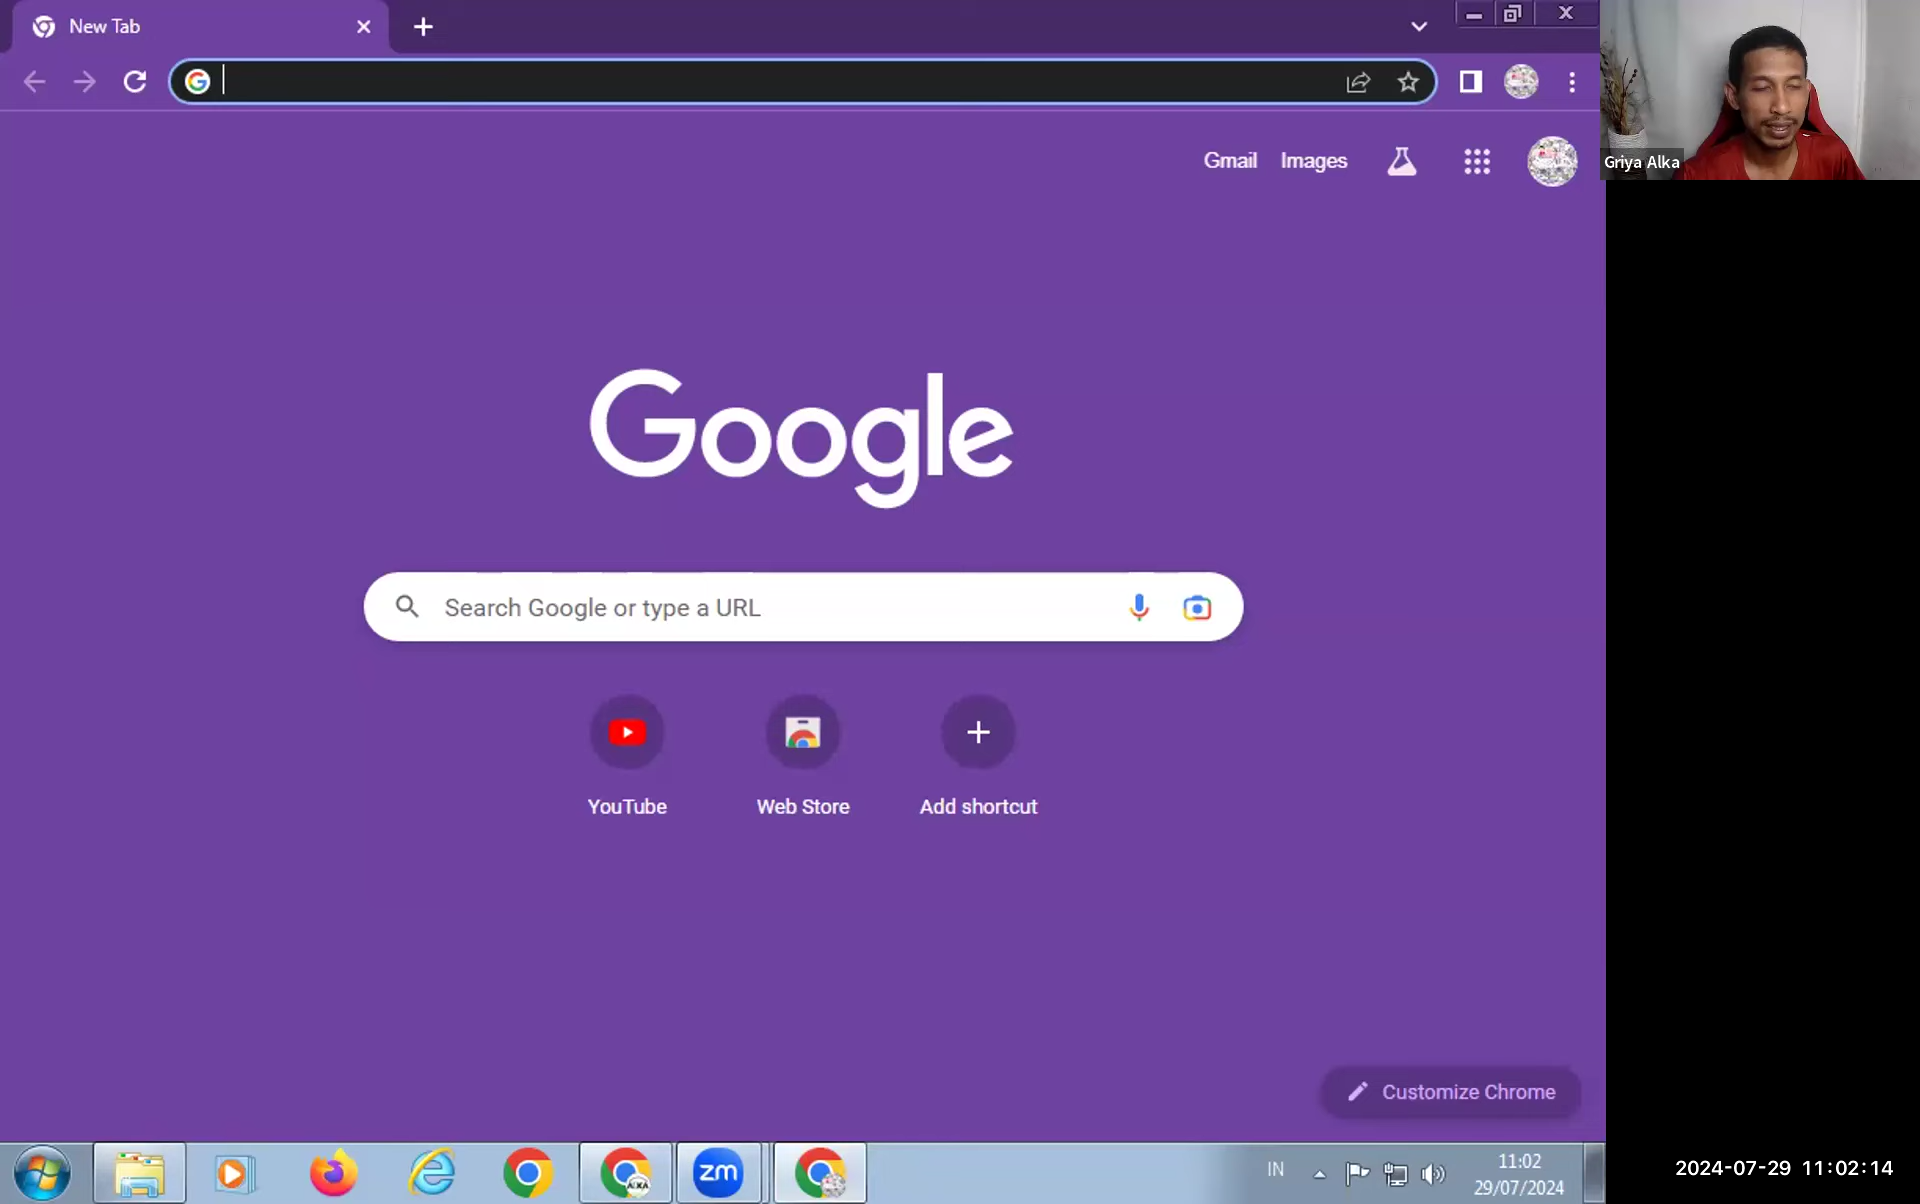 New Tab
Gmail Images
Griya Alka
Google
Search Google or type a URL
YouTube Web Store Add shortcut
Customize Chrome
zm
IN
11:02
29/07/2024
2024-07-29 11:02:14